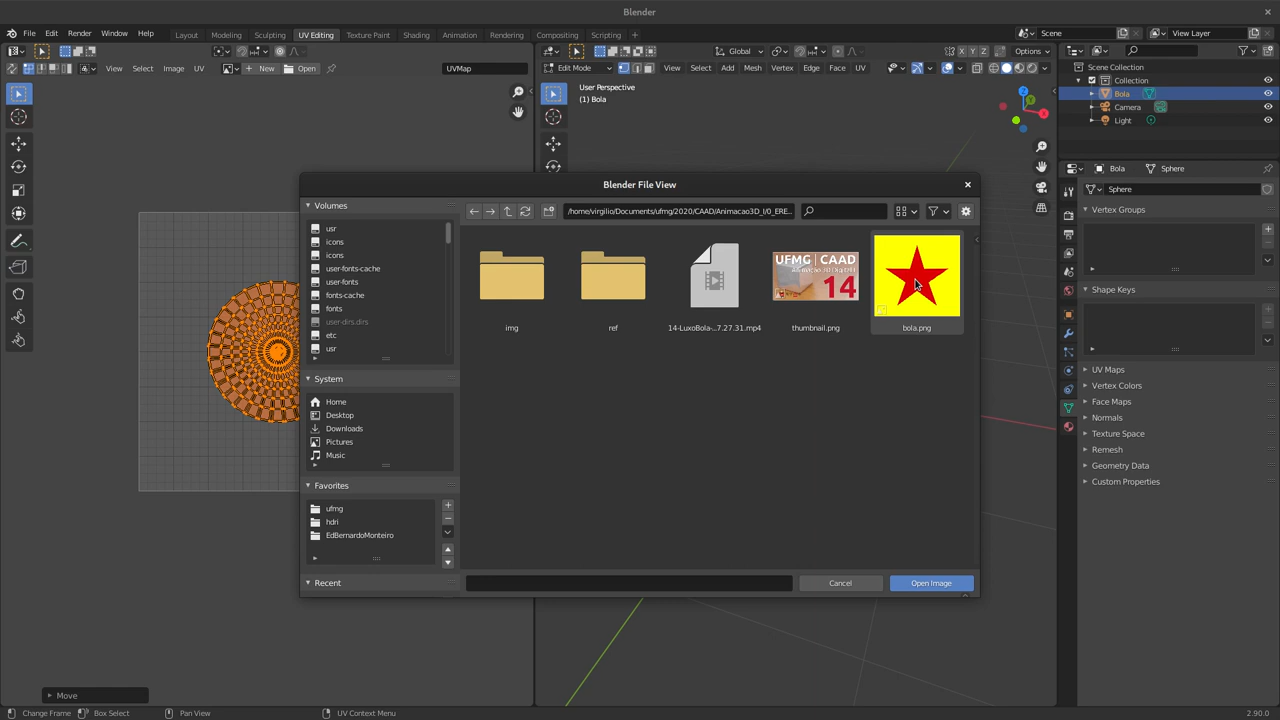 Blender
File Edit Render Window Help Layout Modeling Sculpting UV Editing Texture Paint Shading Animation Rendering Compositing Scripting + Scene View Layer
Global Options
View Select Image UV New Open UVMap Edit Mode View Select Add Mesh Vertex Edge Face UV
Scene Collection
Collection
Bola
Camera
Light
User Perspective
(1) Bola
X Y Z
Bola Sphere
Sphere
Vertex Groups
Shape Keys
UV Maps
Vertex Colors
Face Maps
Normals
Texture Space
Remesh
Geometry Data
Custom Properties
Blender File View
Volumes
/home/virgilio/Documents/ufmg/2020/CAAD/Animacao3D_I/0_ERE...
usr
icons
icons
user-fonts-cache
user-fonts
fonts-cache
fonts
user-dirs.dirs
etc
usr
System
Home
Desktop
Downloads
Pictures
Music
Favorites
ufmg
hdri
EdBernardoMonteiro
Recent
UFMG | CAAD
14
img ref 14-LuxoBola-...7.27.31.mp4 thumbnail.png bola.png
Cancel Open Image
Move
Change Frame Box Select Pan View UV Context Menu 2.90.0